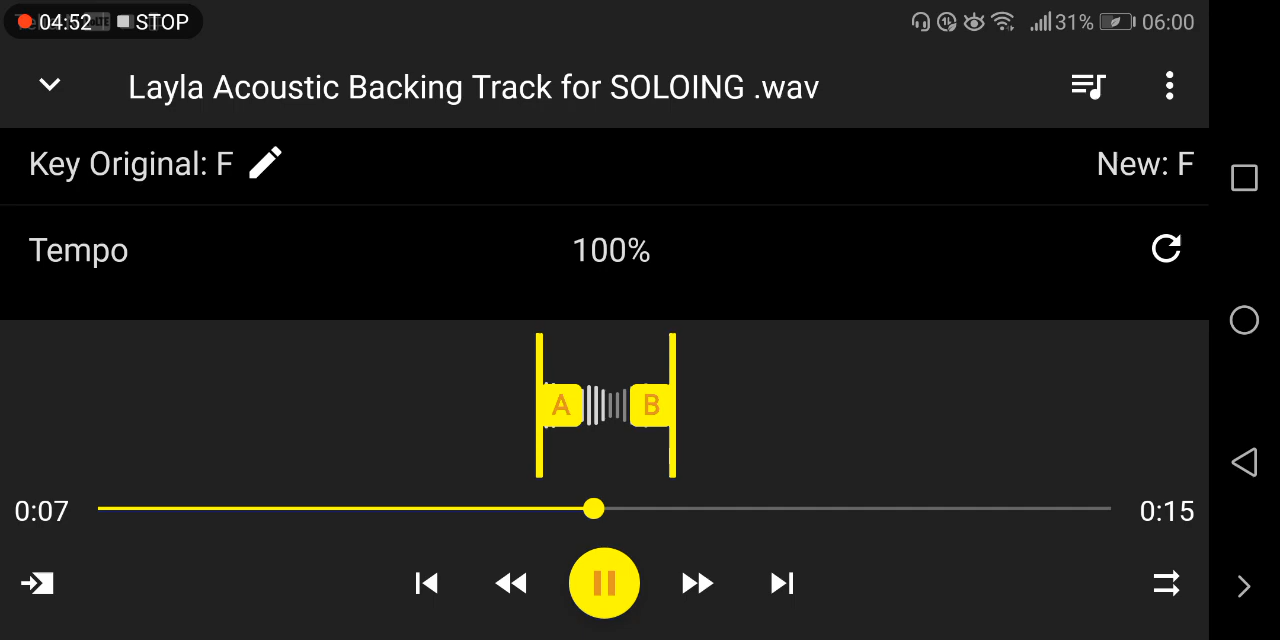 04:52 STOP 31% 06:00
Layla Acoustic Backing Track for SOLOING .wav
Key Original: F New: F
Tempo 100%
A B
0:07 0:15